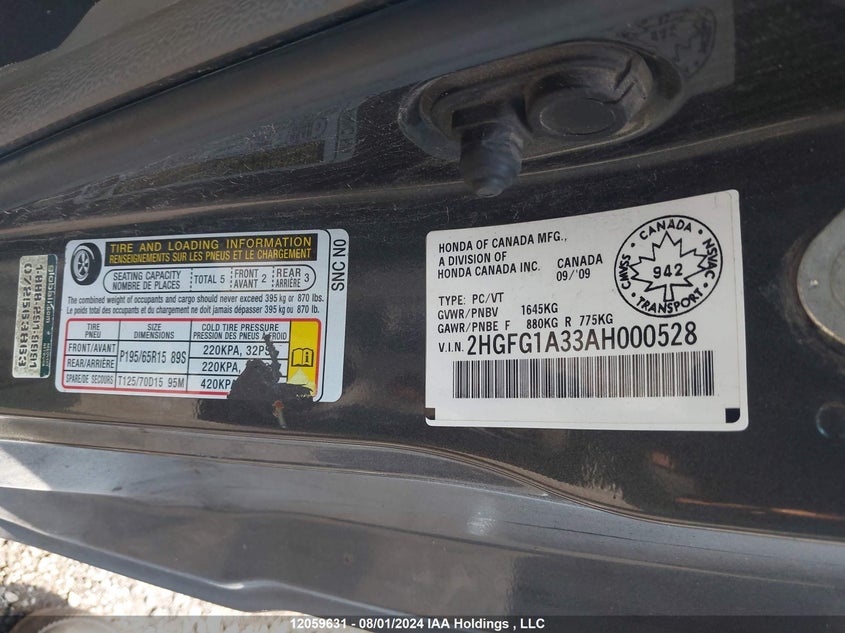 TIRE AND LOADING INFORMATION
RENSEIGNEMENTS SUR LES PNEUS ET LE CHARGEMENT
SEATING CAPACITY
NOMBRE DE PLACES
TOTAL 5
FRONT
AVANT 2
REAR
ARRIÈRE 3
The combined weight of occupants and cargo should never exceed 395 kg or 870 lbs.
Le poids total des occupants et du chargement ne doit jamais dépasser 395 kg ou 870 lb.
TIRE
PNEU
SIZE
DIMENSIONS
COLD TIRE PRESSURE
PRESSION DES PNEUS À FROID
FRONT/AVANT
P195/65R15 89S
220KPA, 32PS
REAR/ARRIÈRE
220KPA,
SPARE/DE SECOURS
T125/70D15 95M
420KPA
SNC N0
HONDA OF CANADA MFG.,
A DIVISION OF
HONDA CANADA INC.
CANADA
09/'09
TYPE: PC/VT
GVWR/PNBV 1645KG
GAWR/PNBE F 880KG R 775KG
V.I.N. 2HGFG1A33AH000528
CANADA
CMVSS
942
NSVAC
TRANSPORT
12059631 - 08/01/2024 IAA Holdings , LLC